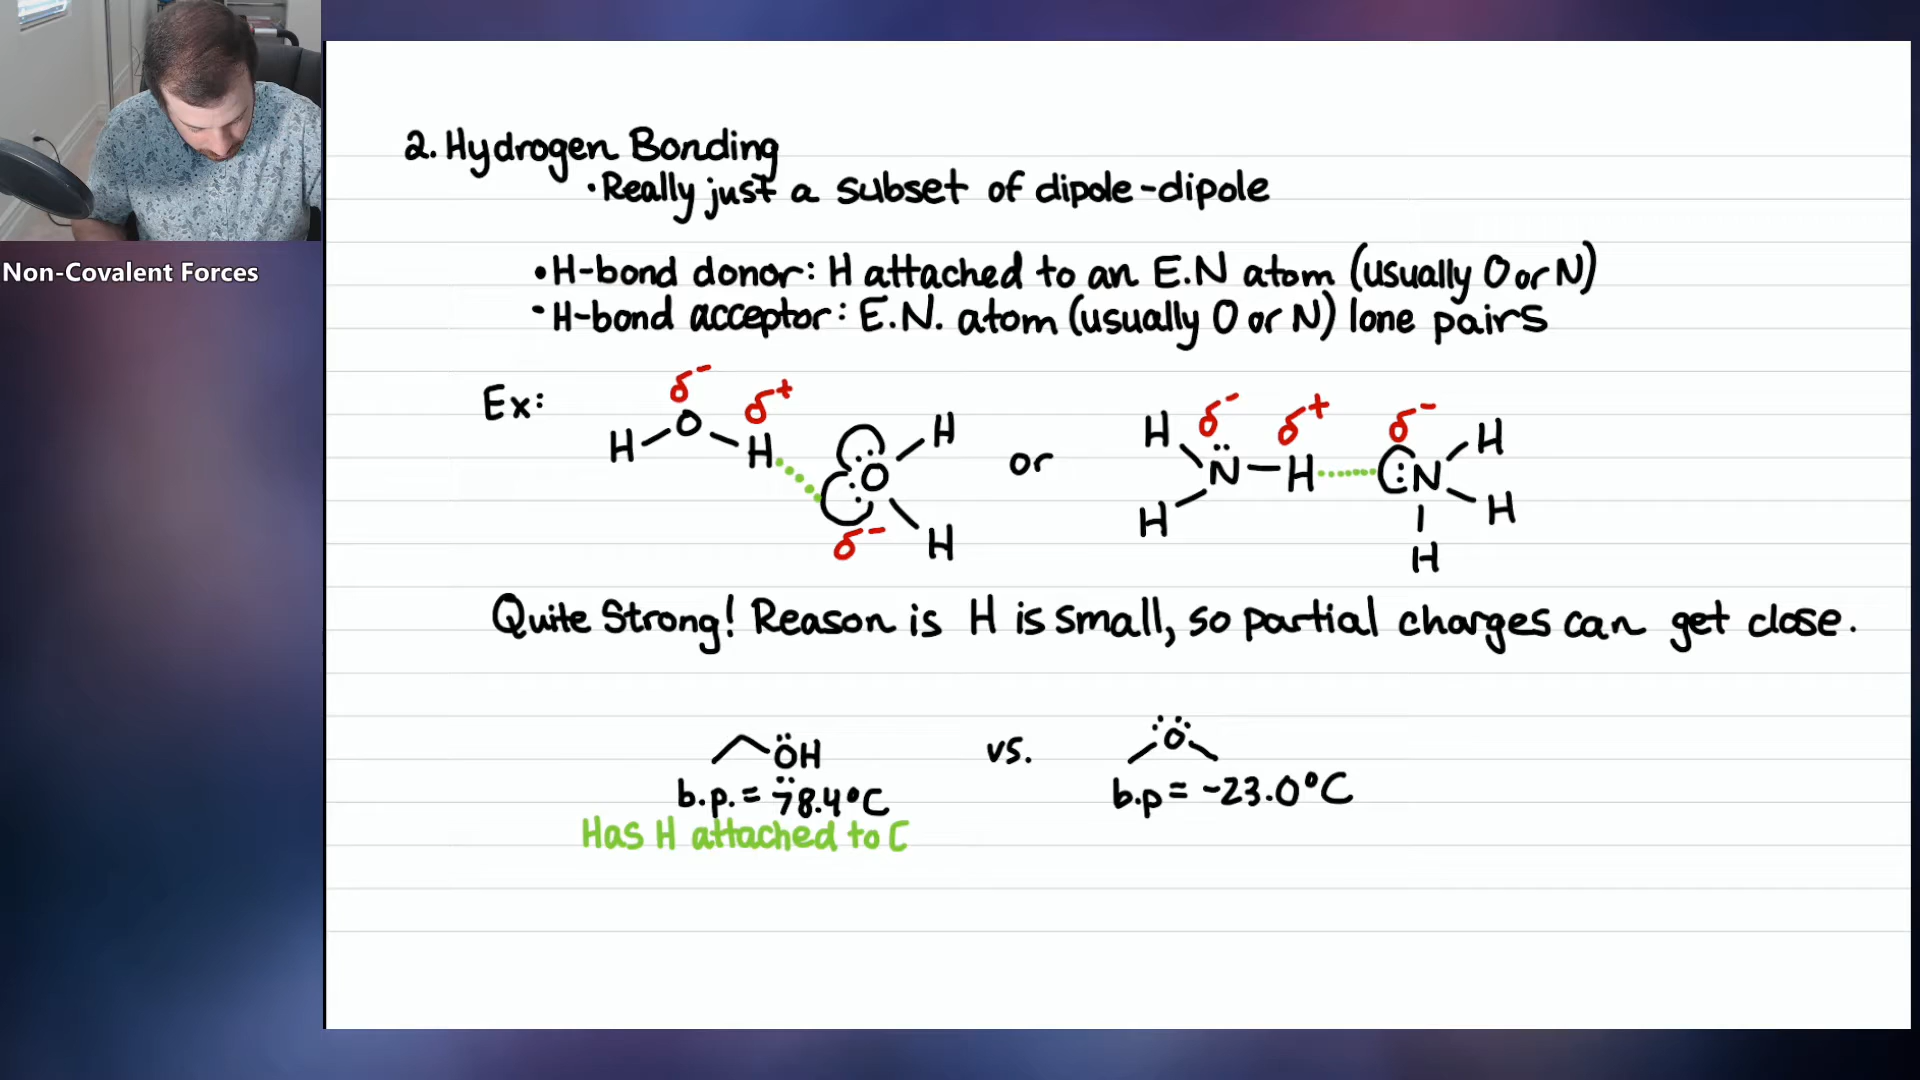 Non-Covalent Forces
2. Hydrogen Bonding
• Really just a subset of dipole-dipole
• H-bond donor: H attached to an E.N atom (usually O or N)
• H-bond acceptor: E.N. atom (usually O or N) lone pairs
Ex:
δ- δ+
H O H O H
δ- H
or
H δ- δ+ δ- H
N H N
H H
H
Quite Strong! Reason is H is small, so partial charges can get close.
ÖH vs. O
b.p. = 78.4°C b.p = -23.0°C
Has H attached to